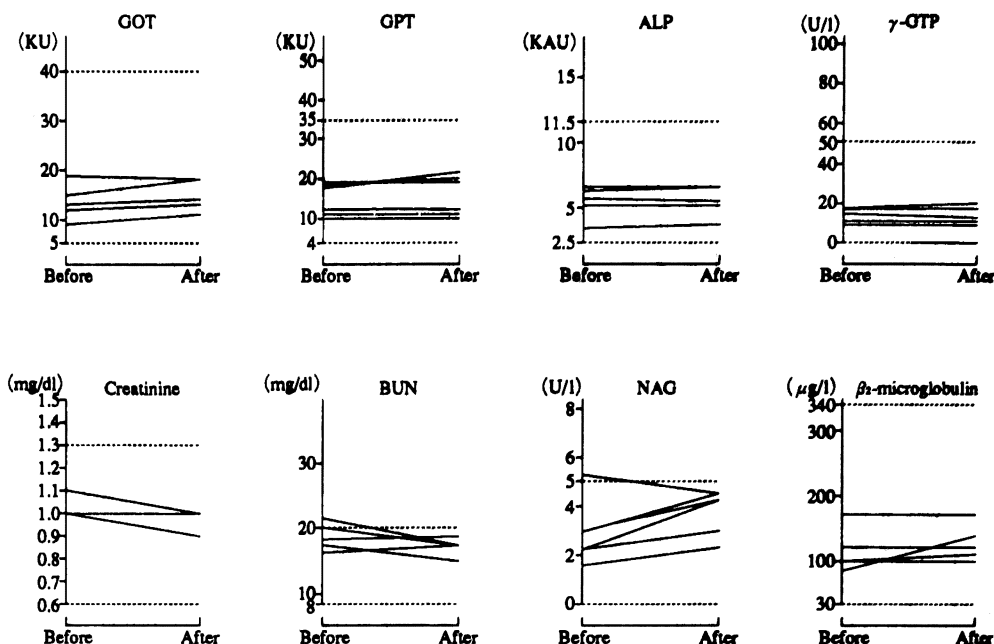 GOT
(KU)
40
30
20
10
5
Before After
GPT
(KU)
50
40
35
30
20
10
4
Before After
ALP
(KAU)
15
11.5
10
5
2.5
Before After
γ-GTP
(U/l)
100
80
60
50
40
20
0
Before After
Creatinine
(mg/dl)
1.5
1.4
1.3
1.2
1.1
1.0
0.9
0.8
0.7
0.6
Before After
BUN
(mg/dl)
30
20
10
8
Before After
NAG
(U/l)
8
6
5
4
2
0
Before After
β₂-microglobulin
(μg/l)
340
300
200
100
30
Before After